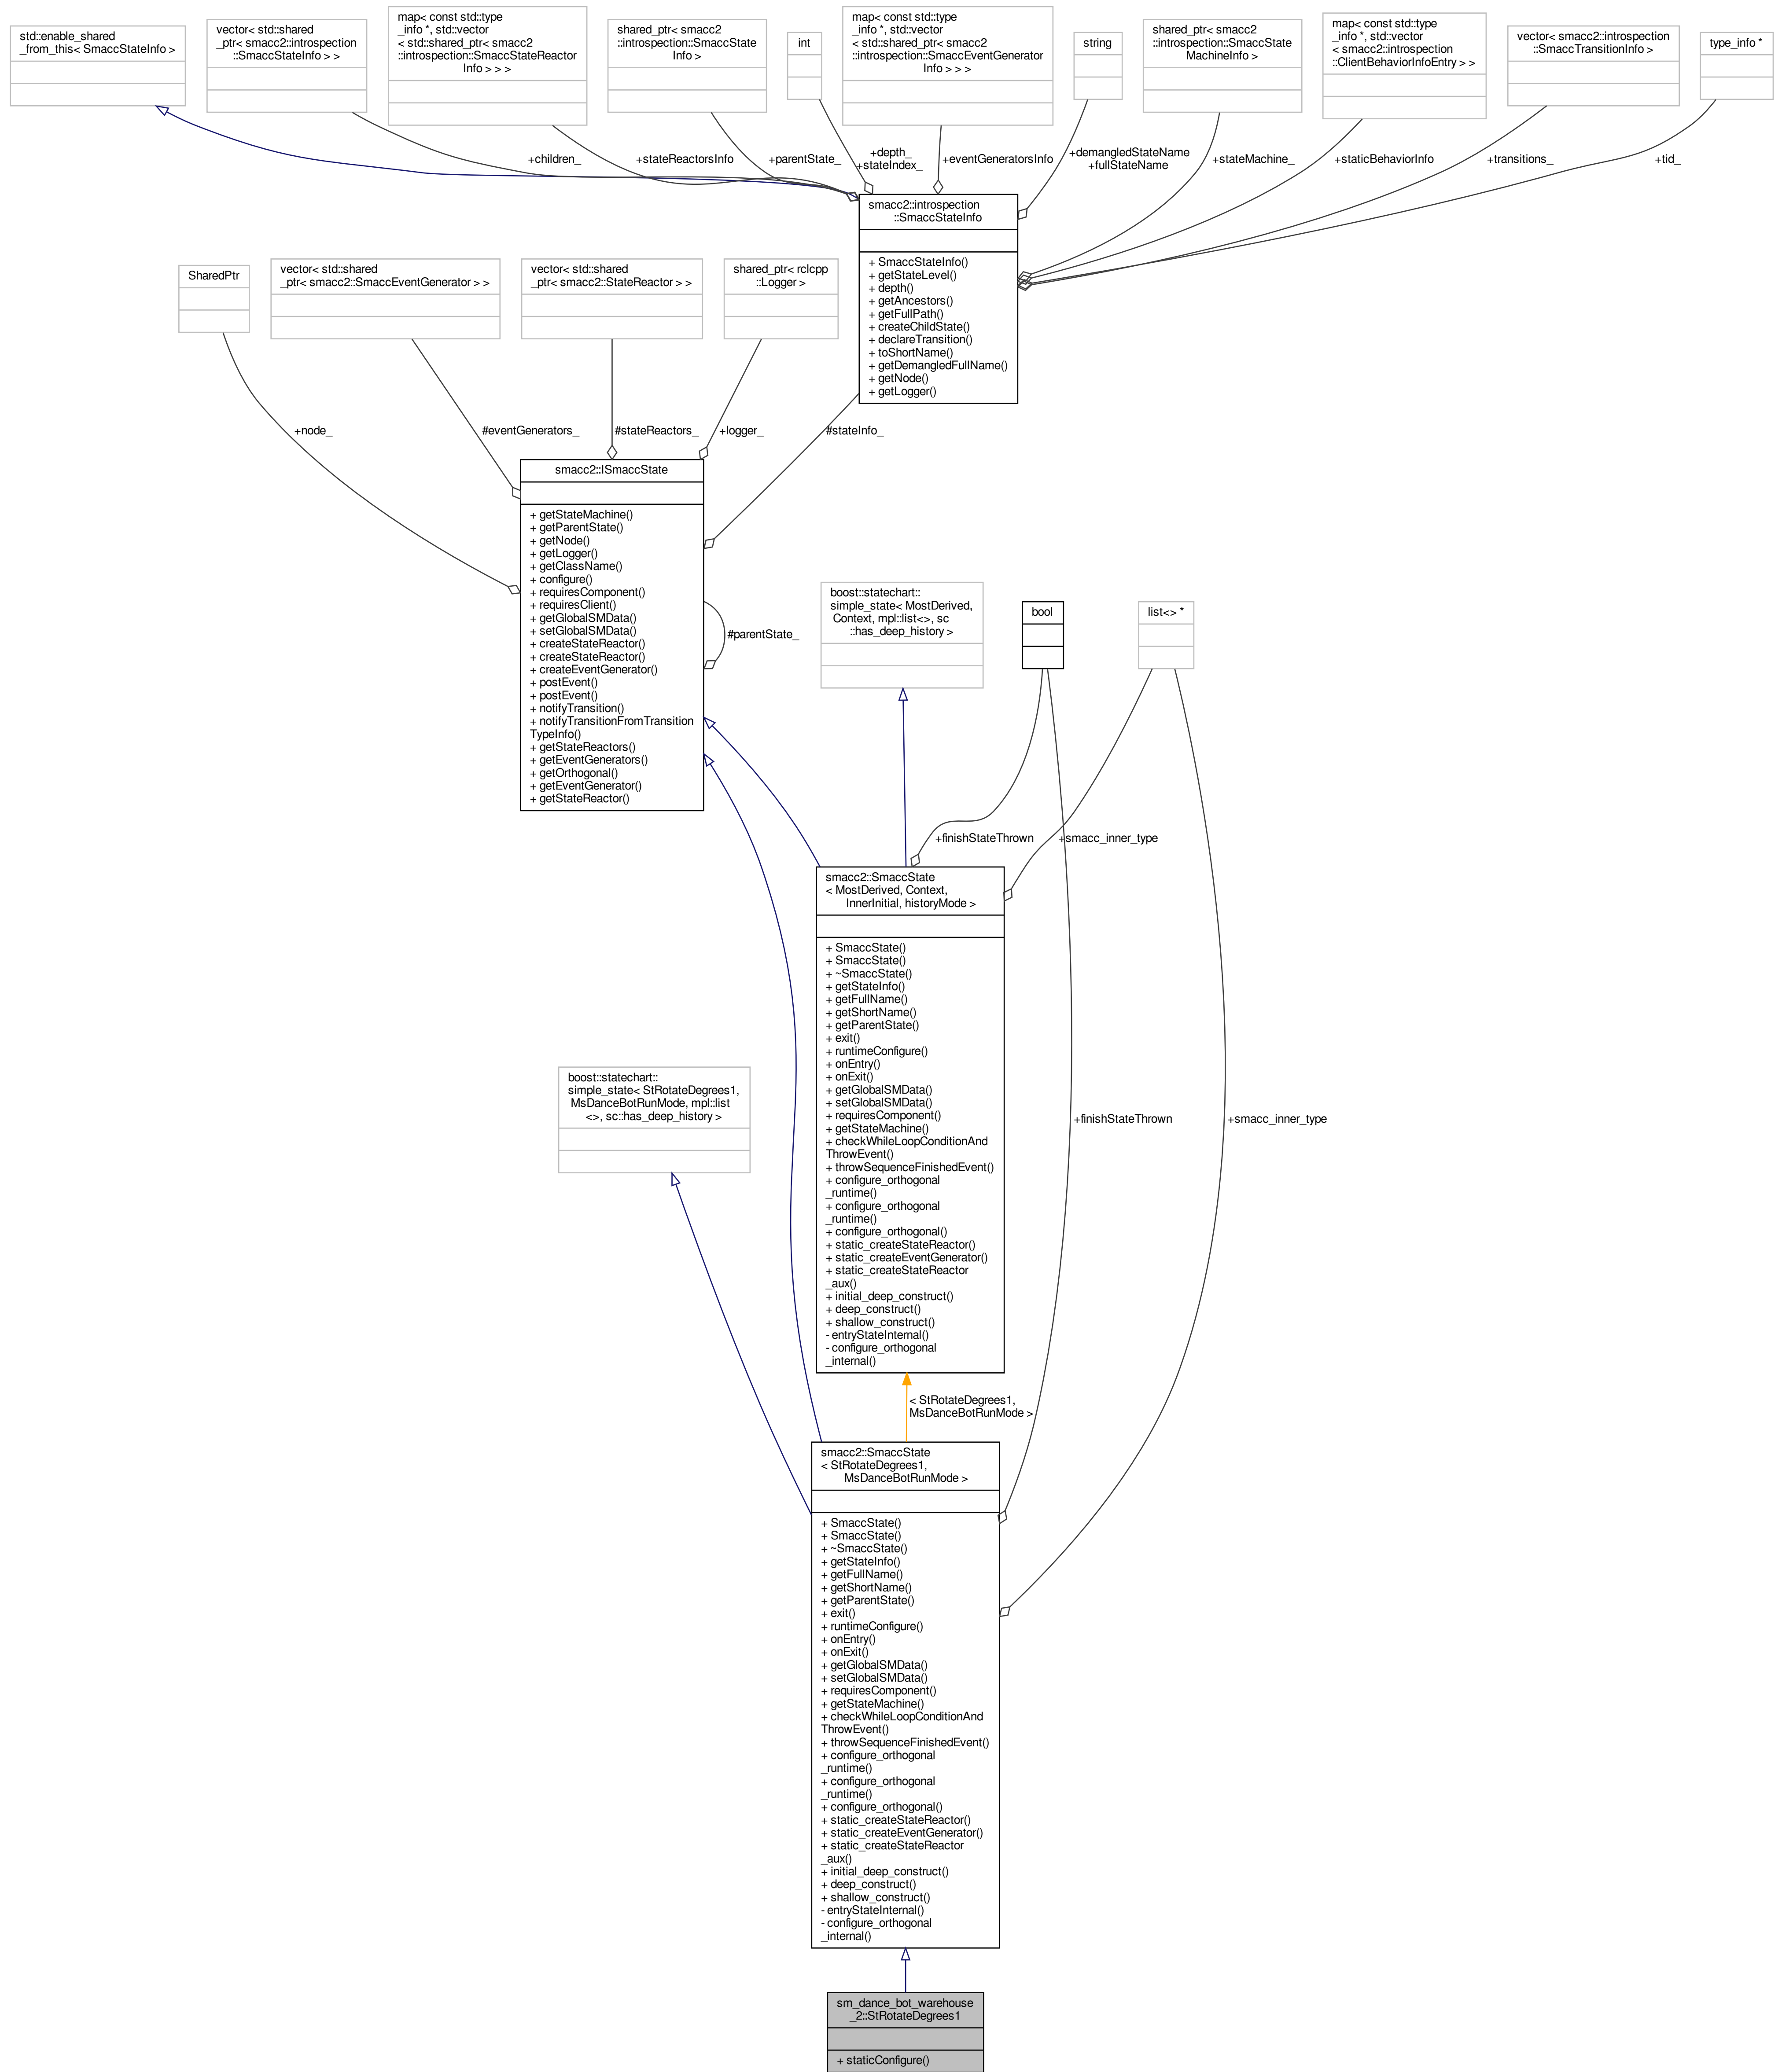 std::enable_shared
_from_this< SmaccStateInfo >
vector< std::shared
_ptr< smacc2::introspection
::SmaccStateInfo > >
map< const std::type
_info *, std::vector
< std::shared_ptr< smacc2
::introspection::SmaccStateReactor
Info > > >
shared_ptr< smacc2
::introspection::SmaccState
Info >
int
map< const std::type
_info *, std::vector
< std::shared_ptr< smacc2
::introspection::SmaccEventGenerator
Info > > >
string
shared_ptr< smacc2
::introspection::SmaccState
MachineInfo >
map< const std::type
_info *, std::vector
< smacc2::introspection
::ClientBehaviorInfoEntry > >
vector< smacc2::introspection
::SmaccTransitionInfo >
type_info *
+children_
+stateReactorsInfo
+parentState_
+depth_
+stateIndex_
+eventGeneratorsInfo
+demangledStateName
+fullStateName
+stateMachine_
+staticBehaviorInfo
+transitions_
+tid_
smacc2::introspection
::SmaccStateInfo
+ SmaccStateInfo()
+ getStateLevel()
+ depth()
+ getAncestors()
+ getFullPath()
+ createChildState()
+ declareTransition()
+ toShortName()
+ getDemangledFullName()
+ getNode()
+ getLogger()
SharedPtr
vector< std::shared
_ptr< smacc2::SmaccEventGenerator > >
vector< std::shared
_ptr< smacc2::StateReactor > >
shared_ptr< rclcpp
::Logger >
+node_
#eventGenerators_
#stateReactors_
+logger_
#stateInfo_
smacc2::ISmaccState
+ getStateMachine()
+ getParentState()
+ getNode()
+ getLogger()
+ getClassName()
+ configure()
+ requiresComponent()
+ requiresClient()
+ getGlobalSMData()
+ setGlobalSMData()
+ createStateReactor()
+ createStateReactor()
+ createEventGenerator()
+ postEvent()
+ postEvent()
+ notifyTransition()
+ notifyTransitionFromTransition
TypeInfo()
+ getStateReactors()
+ getEventGenerators()
+ getOrthogonal()
+ getEventGenerator()
+ getStateReactor()
#parentState_
boost::statechart::
simple_state< MostDerived,
Context, mpl::list<>, sc
::has_deep_history >
bool
list<> *
+finishStateThrown
+smacc_inner_type
smacc2::SmaccState
< MostDerived, Context,
InnerInitial, historyMode >
+ SmaccState()
+ SmaccState()
+ ~SmaccState()
+ getStateInfo()
+ getFullName()
+ getShortName()
+ getParentState()
+ exit()
+ runtimeConfigure()
+ onEntry()
+ onExit()
+ getGlobalSMData()
+ setGlobalSMData()
+ requiresComponent()
+ getStateMachine()
+ checkWhileLoopConditionAnd
ThrowEvent()
+ throwSequenceFinishedEvent()
+ configure_orthogonal
_runtime()
+ configure_orthogonal
_runtime()
+ configure_orthogonal()
+ static_createStateReactor()
+ static_createEventGenerator()
+ static_createStateReactor
_aux()
+ initial_deep_construct()
+ deep_construct()
+ shallow_construct()
- entryStateInternal()
- configure_orthogonal
_internal()
boost::statechart::
simple_state< StRotateDegrees1,
MsDanceBotRunMode, mpl::list
<>, sc::has_deep_history >
+finishStateThrown
+smacc_inner_type
< StRotateDegrees1,
MsDanceBotRunMode >
smacc2::SmaccState
< StRotateDegrees1,
MsDanceBotRunMode >
+ SmaccState()
+ SmaccState()
+ ~SmaccState()
+ getStateInfo()
+ getFullName()
+ getShortName()
+ getParentState()
+ exit()
+ runtimeConfigure()
+ onEntry()
+ onExit()
+ getGlobalSMData()
+ setGlobalSMData()
+ requiresComponent()
+ getStateMachine()
+ checkWhileLoopConditionAnd
ThrowEvent()
+ throwSequenceFinishedEvent()
+ configure_orthogonal
_runtime()
+ configure_orthogonal
_runtime()
+ configure_orthogonal()
+ static_createStateReactor()
+ static_createEventGenerator()
+ static_createStateReactor
_aux()
+ initial_deep_construct()
+ deep_construct()
+ shallow_construct()
- entryStateInternal()
- configure_orthogonal
_internal()
sm_dance_bot_warehouse
_2::StRotateDegrees1
+ staticConfigure()